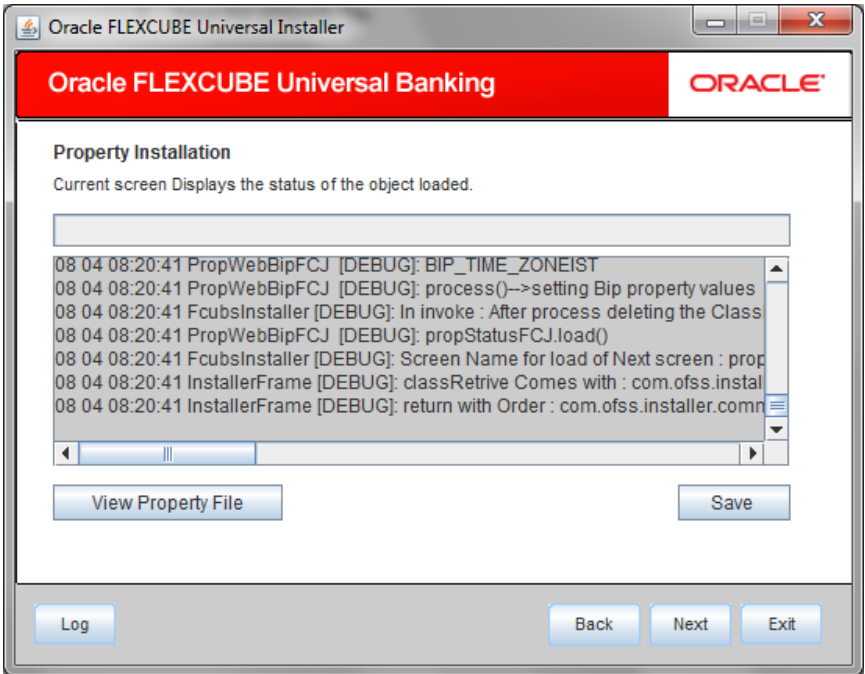 Oracle FLEXCUBE Universal Installer
Oracle FLEXCUBE Universal Banking
ORACLE
Property Installation
Current screen Displays the status of the object loaded.
08 04 08:20:41 PropWebBipFCJ [DEBUG]: BIP_TIME_ZONEIST
08 04 08:20:41 PropWebBipFCJ [DEBUG]: process()-->setting Bip property values
08 04 08:20:41 FcubsInstaller [DEBUG]: In invoke : After process deleting the Class
08 04 08:20:41 PropWebBipFCJ [DEBUG]: propStatusFCJ.load()
08 04 08:20:41 FcubsInstaller [DEBUG]: Screen Name for load of Next screen : prop
08 04 08:20:41 InstallerFrame [DEBUG]: classRetrive Comes with : com.ofss.instal
08 04 08:20:41 InstallerFrame [DEBUG]: return with Order : com.ofss.installer.comn
View Property File
Save
Log
Back
Next
Exit